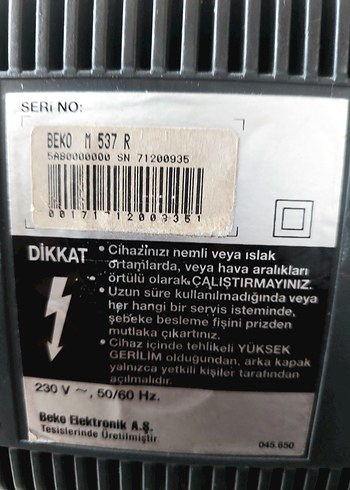 SERİ NO:
BEKO M 537 R
5AB0000000 SN 71200935
DİKKAT
• Cihazınızı nemli veya ıslak
ortamlarda, veya hava aralıkları
örtülü olarak ÇALIŞTIRMAYINIZ.
• Uzun süre kullanılmadığında veya
her hangi bir servis isteminde,
şebeke besleme fişini prizden
mutlaka çıkartınız.
• Cihaz içinde tehlikeli YÜKSEK
GERİLİM olduğundan, arka kapak
yalnızca yetkili kişiler tarafından
açılmalıdır.
230 V ~, 50/60 Hz.
Beko Elektronik A.Ş.
Tesislerinde Üretilmiştir
045.650